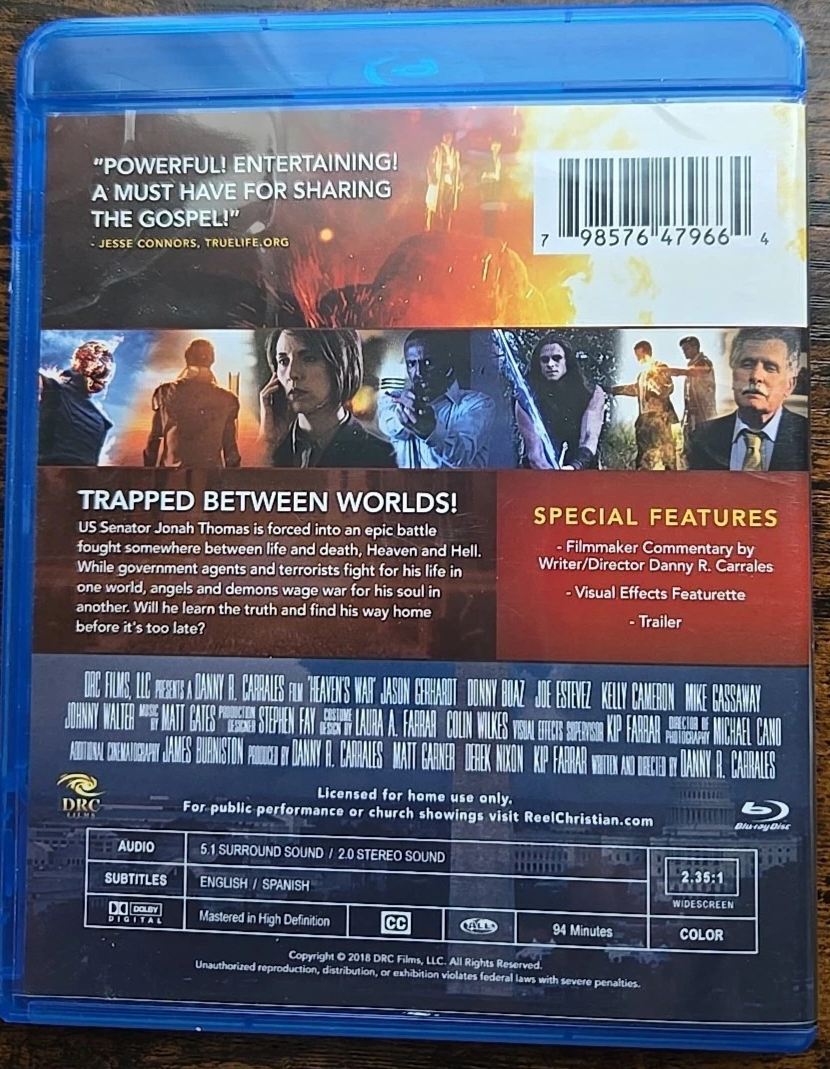 "POWERFUL! ENTERTAINING!
A MUST HAVE FOR SHARING
THE GOSPEL!"
- JESSE CONNORS, TRUELIFE.ORG
7 98576 47966 4
TRAPPED BETWEEN WORLDS!
US Senator Jonah Thomas is forced into an epic battle
fought somewhere between life and death, Heaven and Hell.
While government agents and terrorists fight for his life in
one world, angels and demons wage war for his soul in
another. Will he learn the truth and find his way home
before it's too late?
SPECIAL FEATURES
- Filmmaker Commentary by
Writer/Director Danny R. Carrales
- Visual Effects Featurette
- Trailer
DRC FILMS, LLC PRESENTS A DANNY R. CARRALES FILM "HEAVEN'S WAR" JASON GERHARDT DONNY BOAZ JOE ESTEVEZ KELLY CAMERON MIKE GASSAWAY
JOHNNY WALTER MUSIC BY MATT GATES PRODUCTION DESIGNER STEPHEN FAY COSTUME DESIGN BY LAURA A. FARRAR COLIN WILKES VISUAL EFFECTS SUPERVISOR KIP FARRAR DIRECTOR OF PHOTOGRAPHY MICHAEL CANO
ADDITIONAL CINEMATOGRAPHY JAMES BURNISTON PRODUCED BY DANNY R. CARRALES MATT GARNER DEREK NIXON KIP FARRAR WRITTEN AND DIRECTED BY DANNY R. CARRALES
DRC
FILMS
Licensed for home use only.
For public performance or church showings visit ReelChristian.com
Blu-ray Disc
AUDIO
5.1 SURROUND SOUND / 2.0 STEREO SOUND
SUBTITLES
ENGLISH / SPANISH
2.35:1
WIDESCREEN
DOLBY
DIGITAL
Mastered in High Definition
CC
ALL
94 Minutes
COLOR
Copyright © 2018 DRC Films, LLC. All Rights Reserved.
Unauthorized reproduction, distribution, or exhibition violates federal laws with severe penalties.